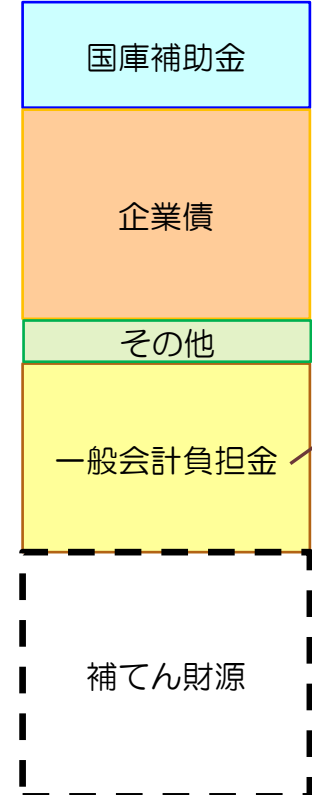 国庫補助金
企業債
その他
一般会計負担金
補てん財源